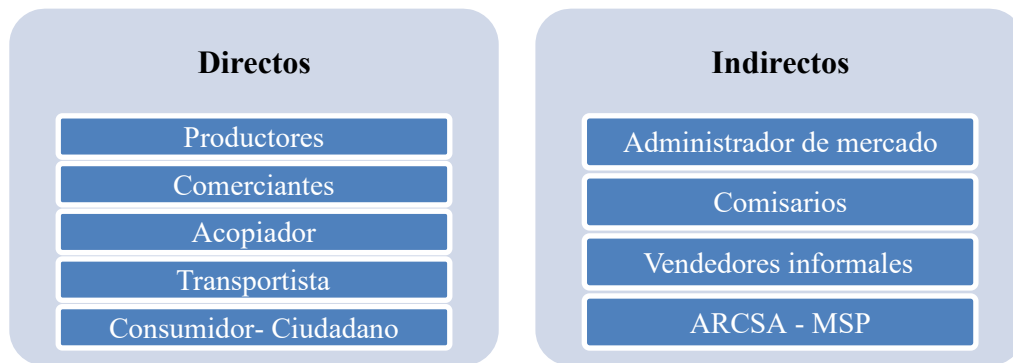 Directos
Productores
Comerciantes
Acopiador
Transportista
Consumidor- Ciudadano
Indirectos
Administrador de mercado
Comisarios
Vendedores informales
ARCSA - MSP